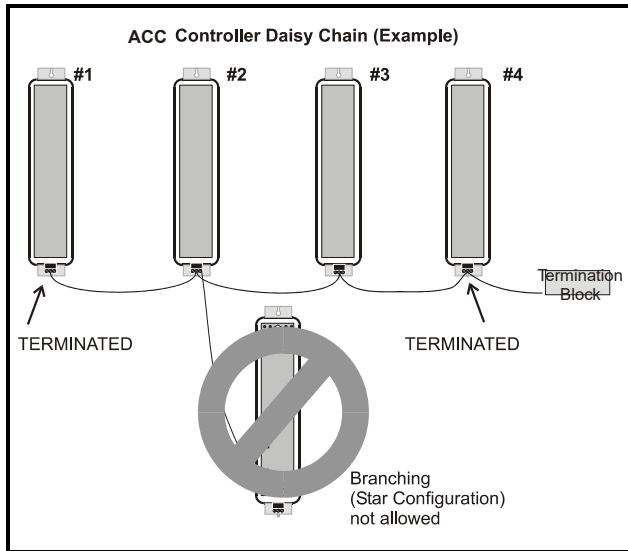 ACC Controller Daisy Chain (Example)
#1
#2
#3
#4
Termination
Block
TERMINATED
TERMINATED
Branching
(Star Configuration)
not allowed